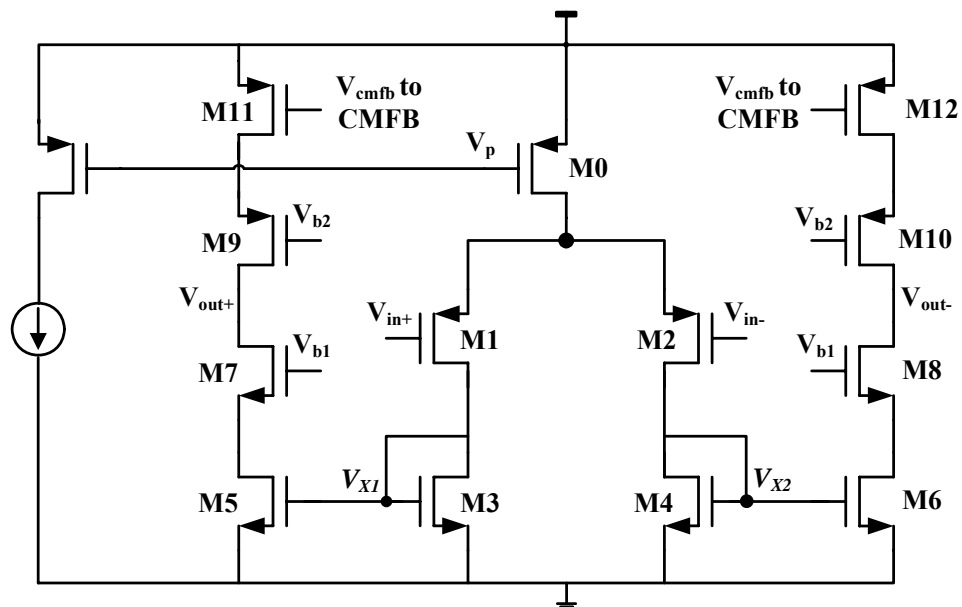 M11
V_cmfb to
CMFB
V_cmfb to
CMFB
M12
V_p
M0
M9
V_b2
V_b2
M10
V_out+
V_in+
M1
M2
V_in-
V_out-
M7
V_b1
V_b1
M8
M5
V_X1
M3
M4
V_X2
M6